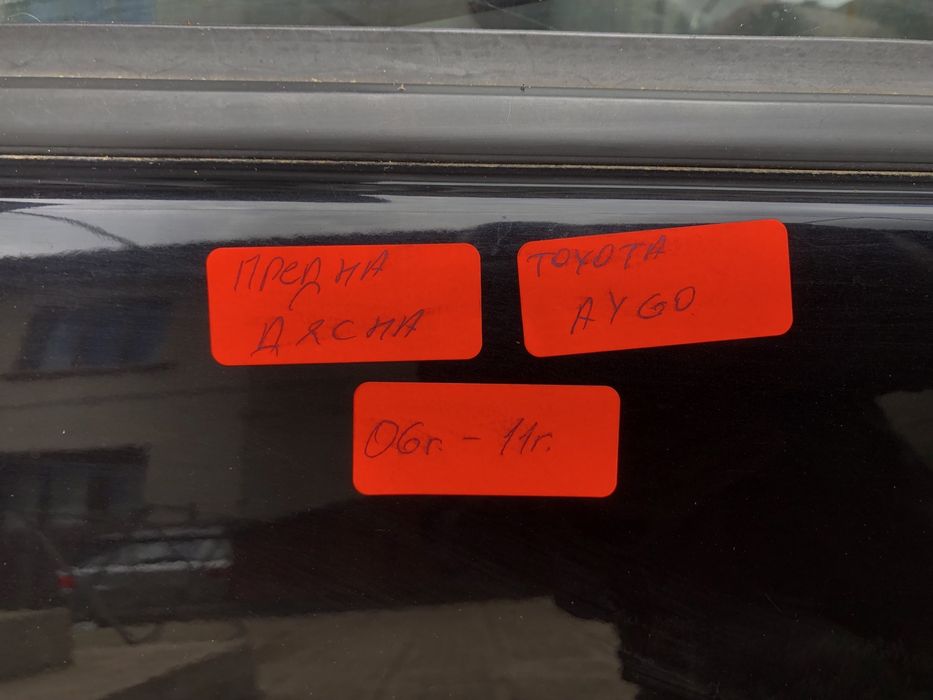 ПРЕДНА
ДЯСНА
TOYOTA
AYGO
06г. - 11г.